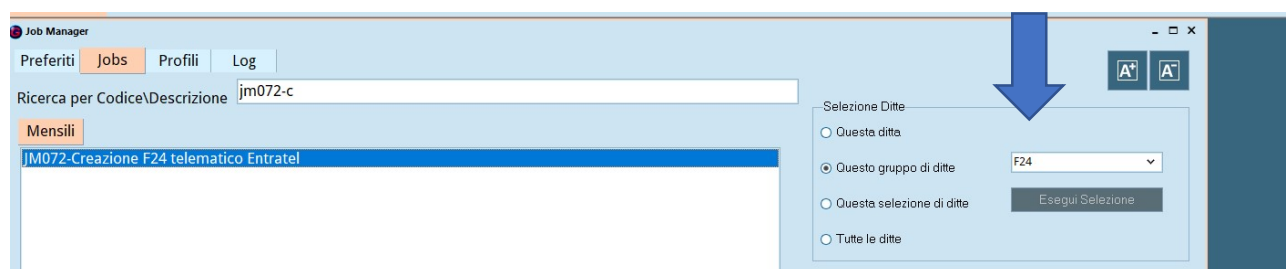 Job Manager
Preferiti Jobs Profili Log
A+ A-
Ricerca per Codice\Descrizione jm072-c
Selezione Ditte
Mensili
Questa ditta
JM072-Creazione F24 telematico Entratel
Questo gruppo di ditte F24
Questa selezione di ditte Esegui Selezione
Tutte le ditte